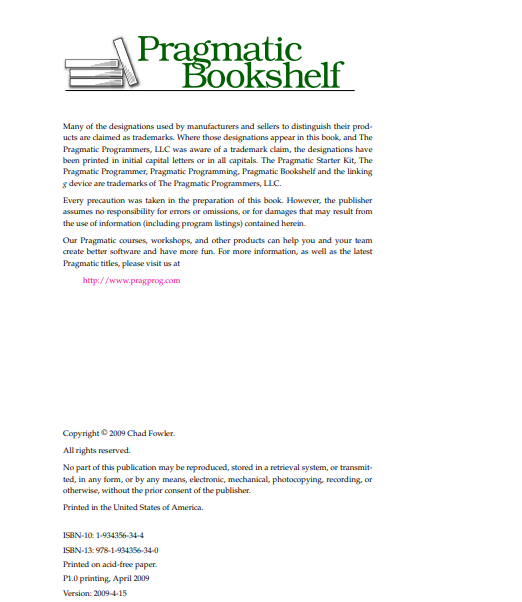 Pragmatic
Bookshelf
Many of the designations used by manufacturers and sellers to distinguish their prod-
ucts are claimed as trademarks. Where those designations appear in this book, and The
Pragmatic Programmers, LLC was aware of a trademark claim, the designations have
been printed in initial capital letters or in all capitals. The Pragmatic Starter Kit, The
Pragmatic Programmer, Pragmatic Programming, Pragmatic Bookshelf and the linking
g device are trademarks of The Pragmatic Programmers, LLC.
Every precaution was taken in the preparation of this book. However, the publisher
assumes no responsibility for errors or omissions, or for damages that may result from
the use of information (including program listings) contained herein.
Our Pragmatic courses, workshops, and other products can help you and your team
create better software and have more fun. For more information, as well as the latest
Pragmatic titles, please visit us at
http://www.pragprog.com
Copyright © 2009 Chad Fowler.
All rights reserved.
No part of this publication may be reproduced, stored in a retrieval system, or transmit-
ted, in any form, or by any means, electronic, mechanical, photocopying, recording, or
otherwise, without the prior consent of the publisher.
Printed in the United States of America.
ISBN-10: 1-934356-34-4
ISBN-13: 978-1-934356-34-0
Printed on acid-free paper.
P1.0 printing, April 2009
Version: 2009-4-15